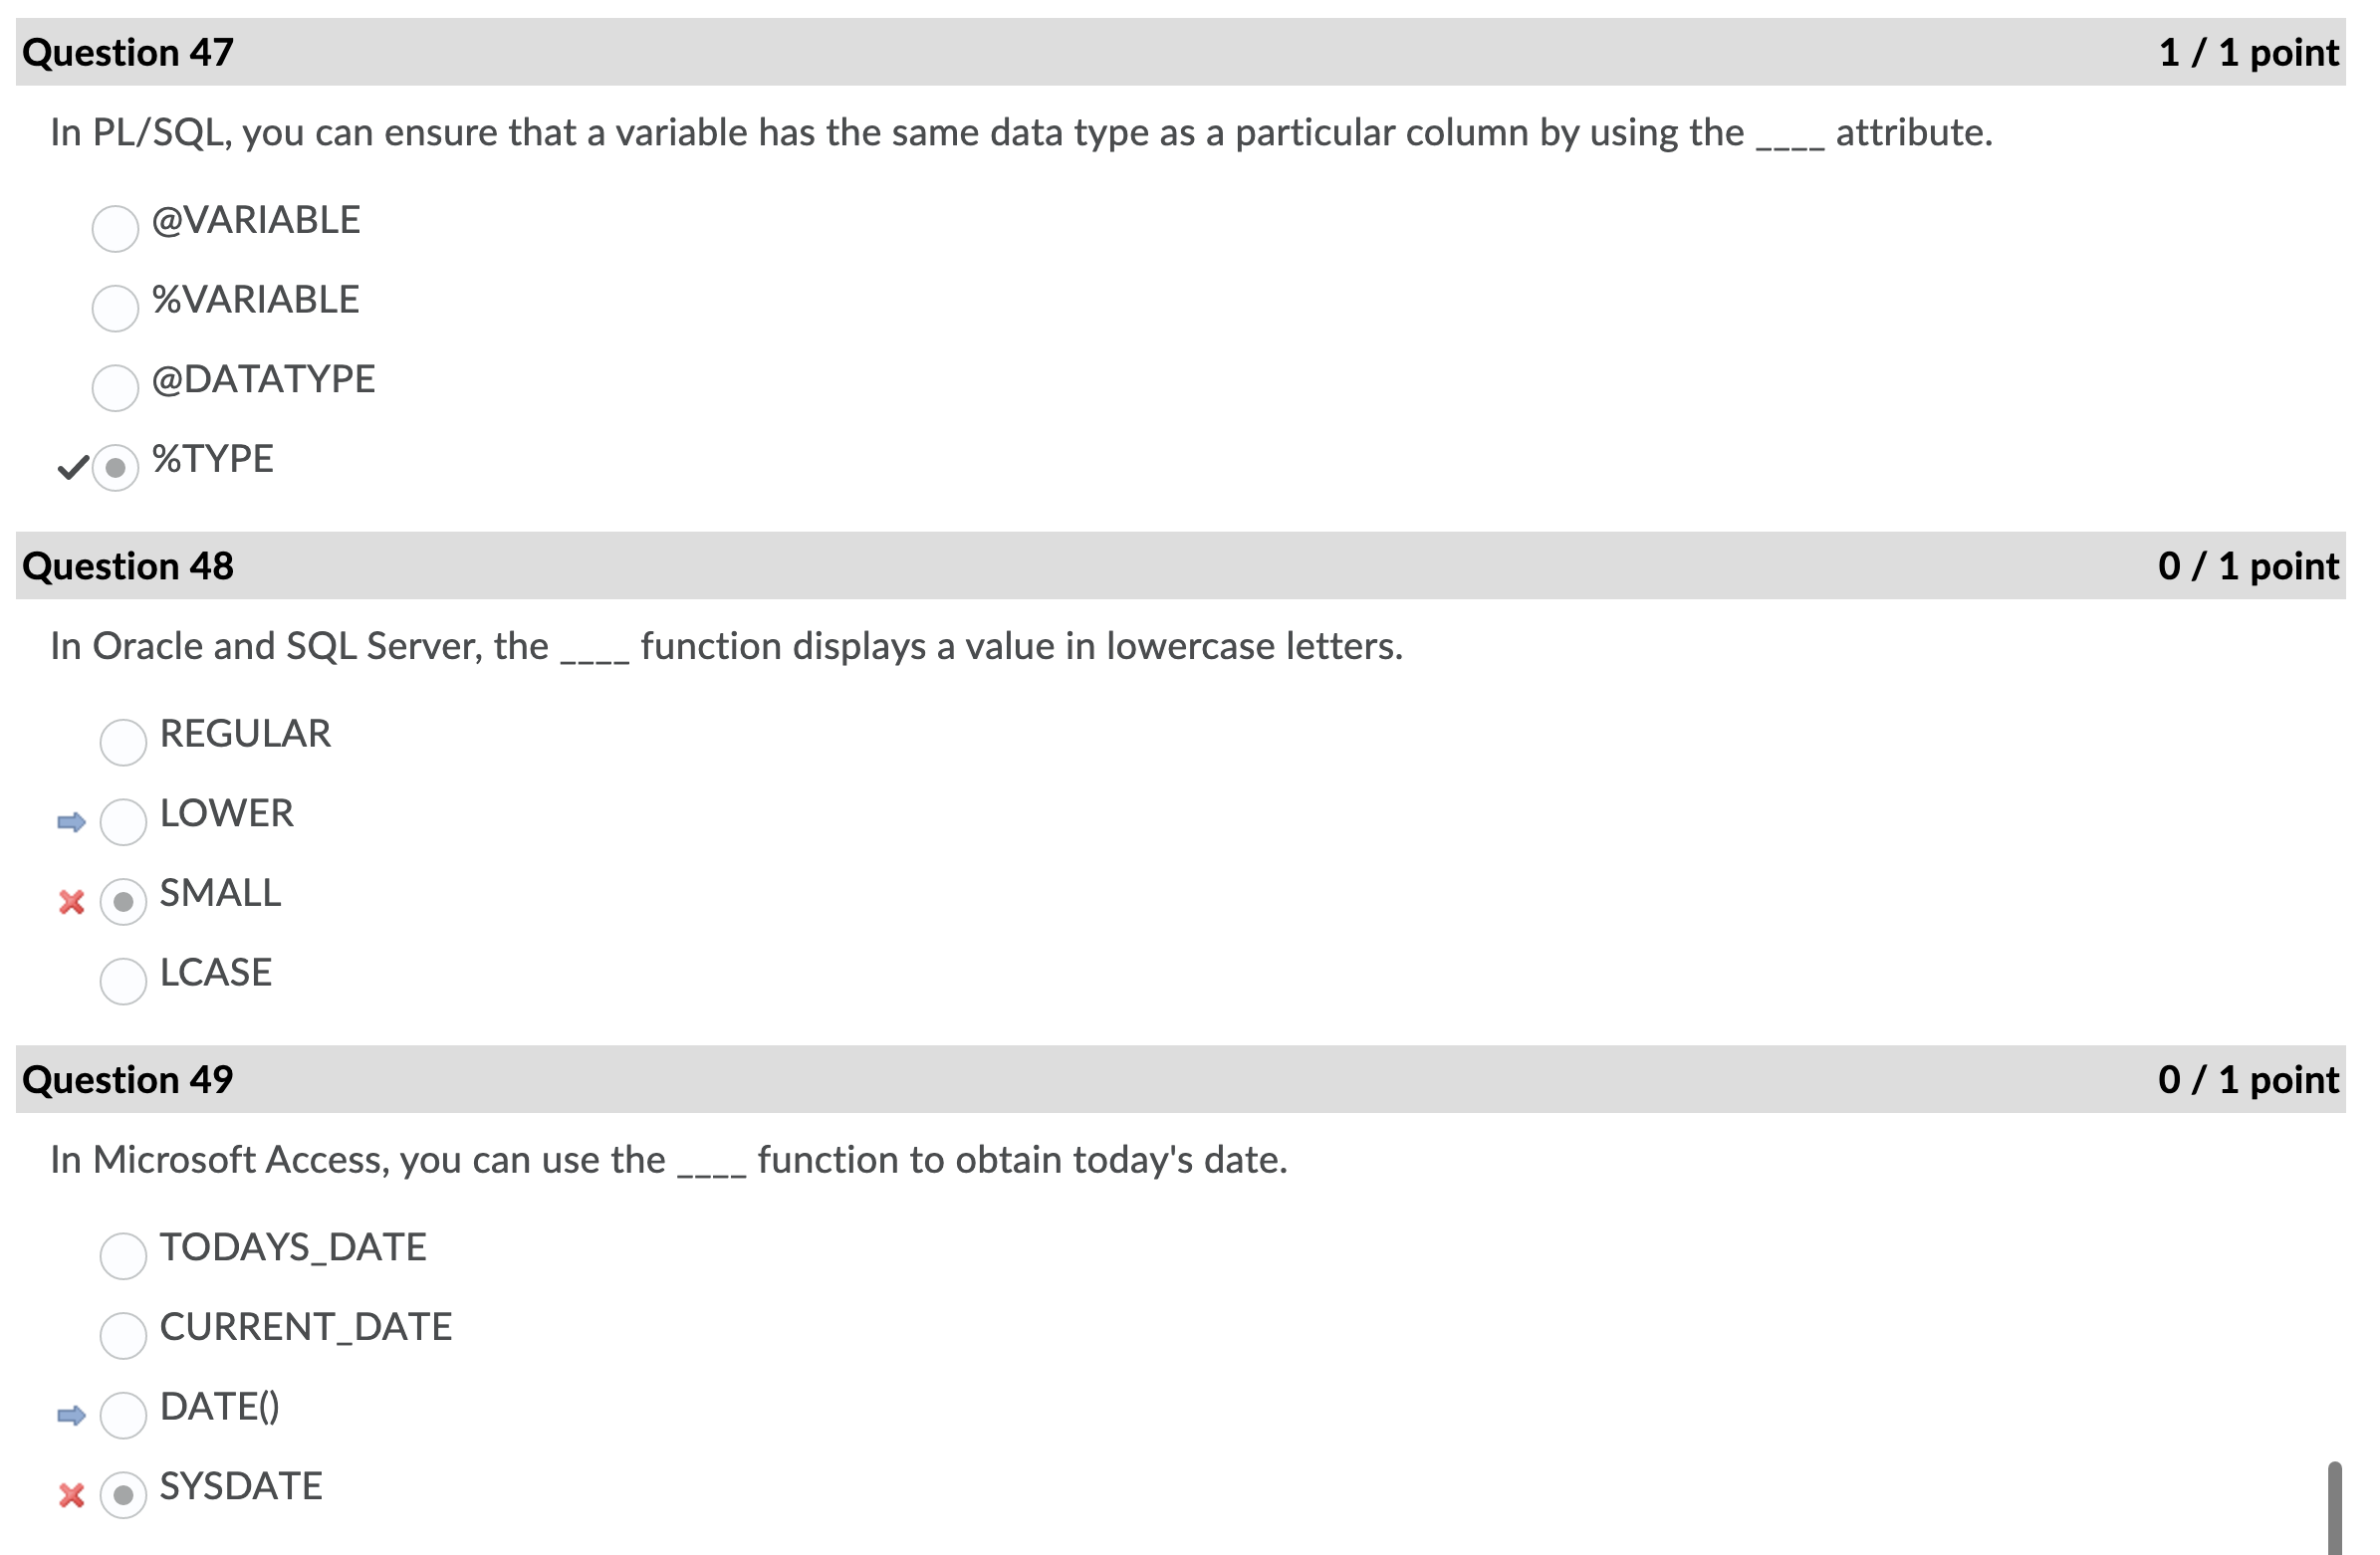 Question 47 1 / 1 point
In PL/SQL, you can ensure that a variable has the same data type as a particular column by using the ____ attribute.
@VARIABLE
%VARIABLE
@DATATYPE
%TYPE
Question 48 0 / 1 point
In Oracle and SQL Server, the ____ function displays a value in lowercase letters.
REGULAR
LOWER
SMALL
LCASE
Question 49 0 / 1 point
In Microsoft Access, you can use the ____ function to obtain today's date.
TODAYS_DATE
CURRENT_DATE
DATE()
SYSDATE